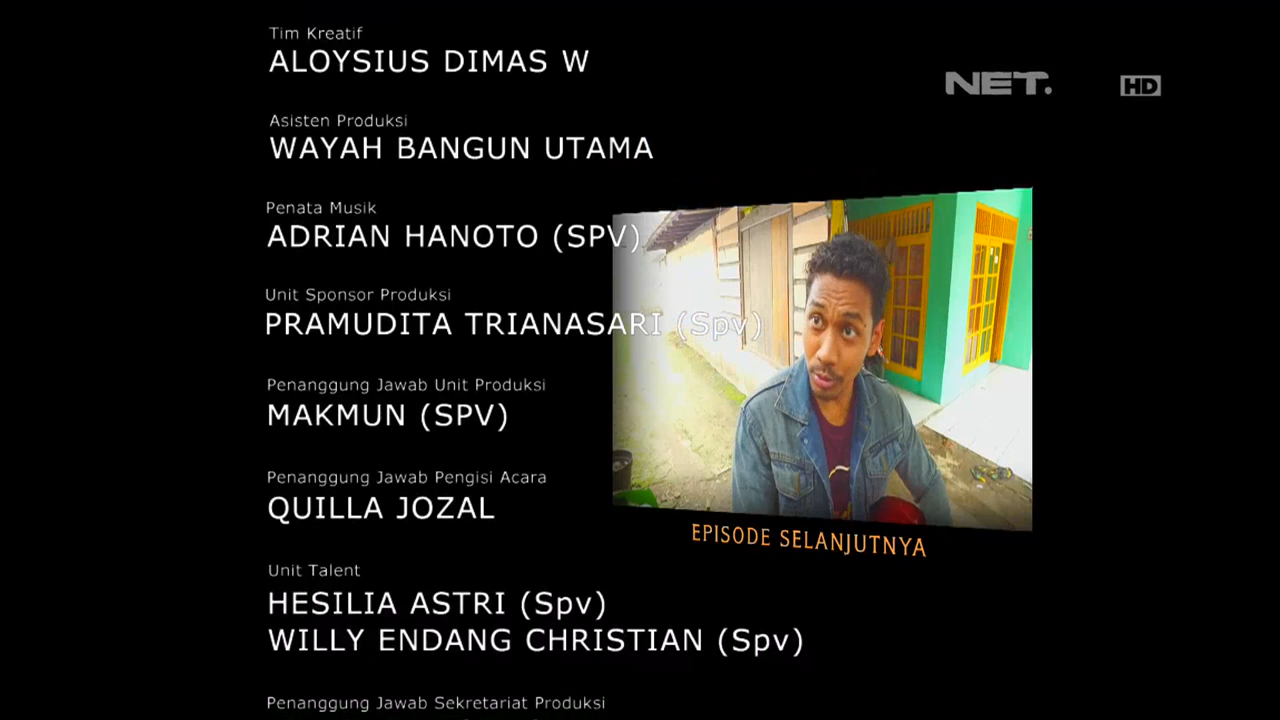 Tim Kreatif
ALOYSIUS DIMAS W
NET.
HD
Asisten Produksi
WAYAH BANGUN UTAMA
Penata Musik
ADRIAN HANOTO (SPV)
Unit Sponsor Produksi
PRAMUDITA TRIANASARI (Spv)
Penanggung Jawab Unit Produksi
MAKMUN (SPV)
Penanggung Jawab Pengisi Acara
QUILLA JOZAL
EPISODE SELANJUTNYA
Unit Talent
HESILIA ASTRI (Spv)
WILLY ENDANG CHRISTIAN (Spv)
Penanggung Jawab Sekretariat Produksi